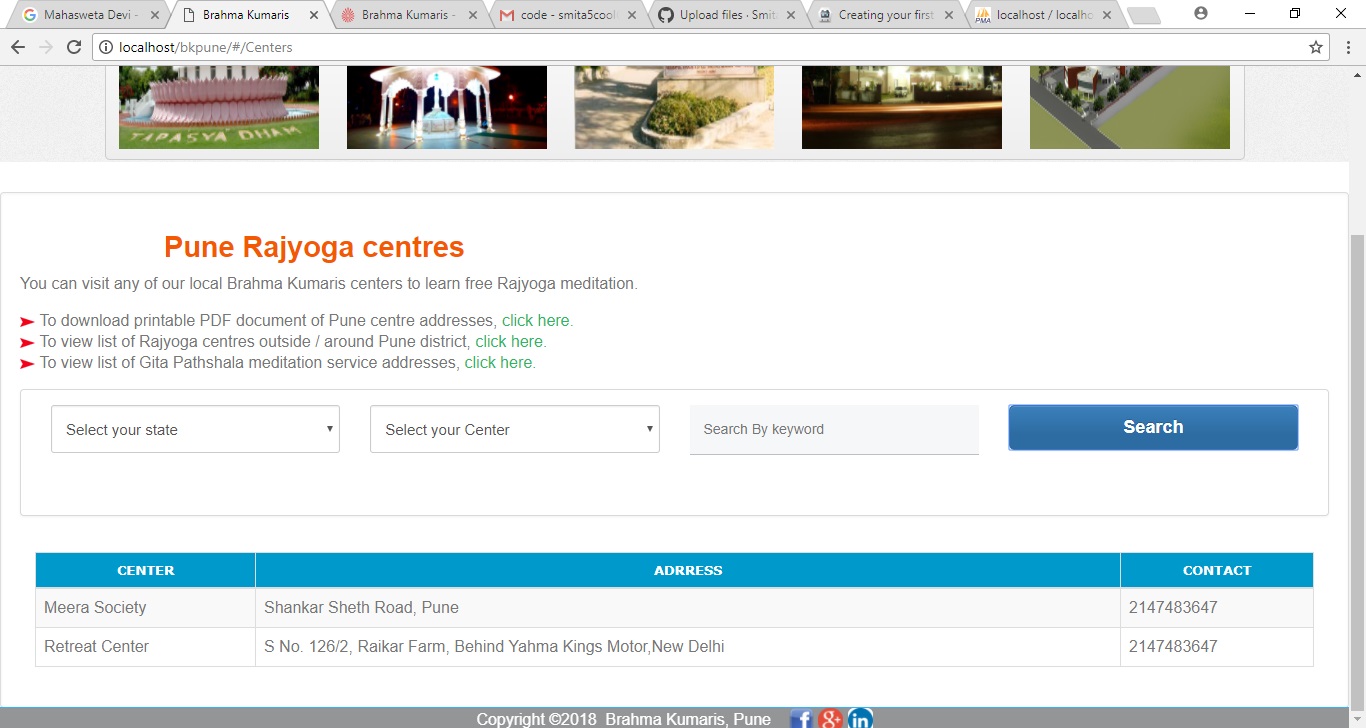 Mahasweta Devi -
Brahma Kumaris
Brahma Kumaris -
code - smita5cool
Upload files · Smit
Creating your first
localhost / localho
localhost/bkpune/#/Centers
TAPASYA DHAM
Pune Rajyoga centres
You can visit any of our local Brahma Kumaris centers to learn free Rajyoga meditation.
To download printable PDF document of Pune centre addresses, click here.
To view list of Rajyoga centres outside / around Pune district, click here.
To view list of Gita Pathshala meditation service addresses, click here.
Select your state
Select your Center
Search By keyword
Search
CENTER ADRRESS CONTACT
Meera Society Shankar Sheth Road, Pune 2147483647
Retreat Center S No. 126/2, Raikar Farm, Behind Yahma Kings Motor,New Delhi 2147483647
Copyright ©2018 Brahma Kumaris, Pune